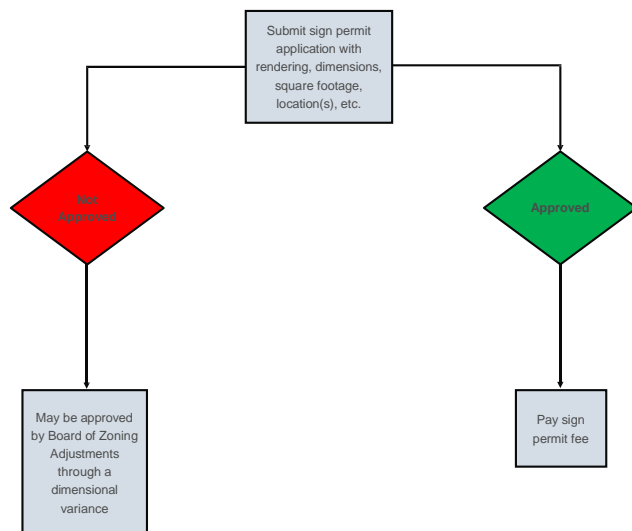 Submit sign permit
application with
rendering, dimensions,
square footage,
location(s), etc.
Not
Approved
Approved
May be approved
by Board of Zoning
Adjustments
through a
dimensional
variance
Pay sign
permit fee